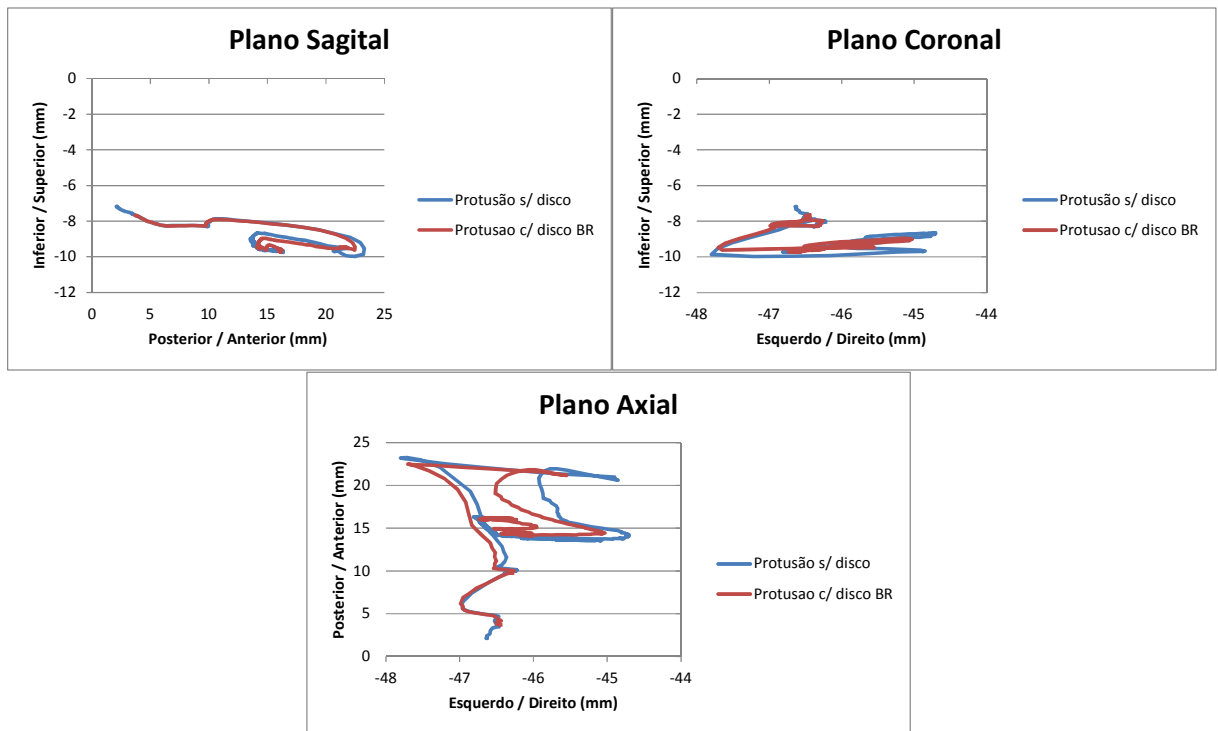 Plano Sagital
0
-2
-4
-6
-8
-10
-12
0 5 10 15 20 25
Inferior / Superior (mm)
Posterior / Anterior (mm)
Protusão s/ disco
Protusao c/ disco BR
Plano Coronal
0
-2
-4
-6
-8
-10
-12
-48 -47 -46 -45 -44
Inferior / Superior (mm)
Esquerdo / Direito (mm)
Protusão s/ disco
Protusao c/ disco BR
Plano Axial
25
20
15
10
5
0
-48 -47 -46 -45 -44
Posterior / Anterior (mm)
Esquerdo / Direito (mm)
Protusão s/ disco
Protusao c/ disco BR